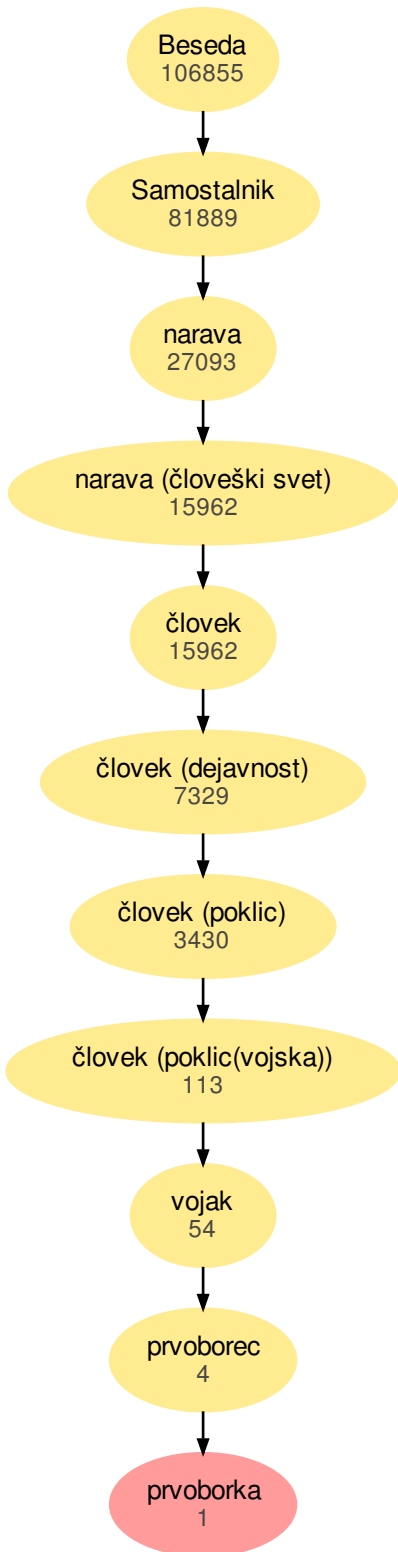 Beseda
106855
Samostalnik
81889
narava
27093
narava (človeški svet)
15962
človek
15962
človek (dejavnost)
7329
človek (poklic)
3430
človek (poklic(vojska))
113
vojak
54
prvoborec
4
prvoborka
1